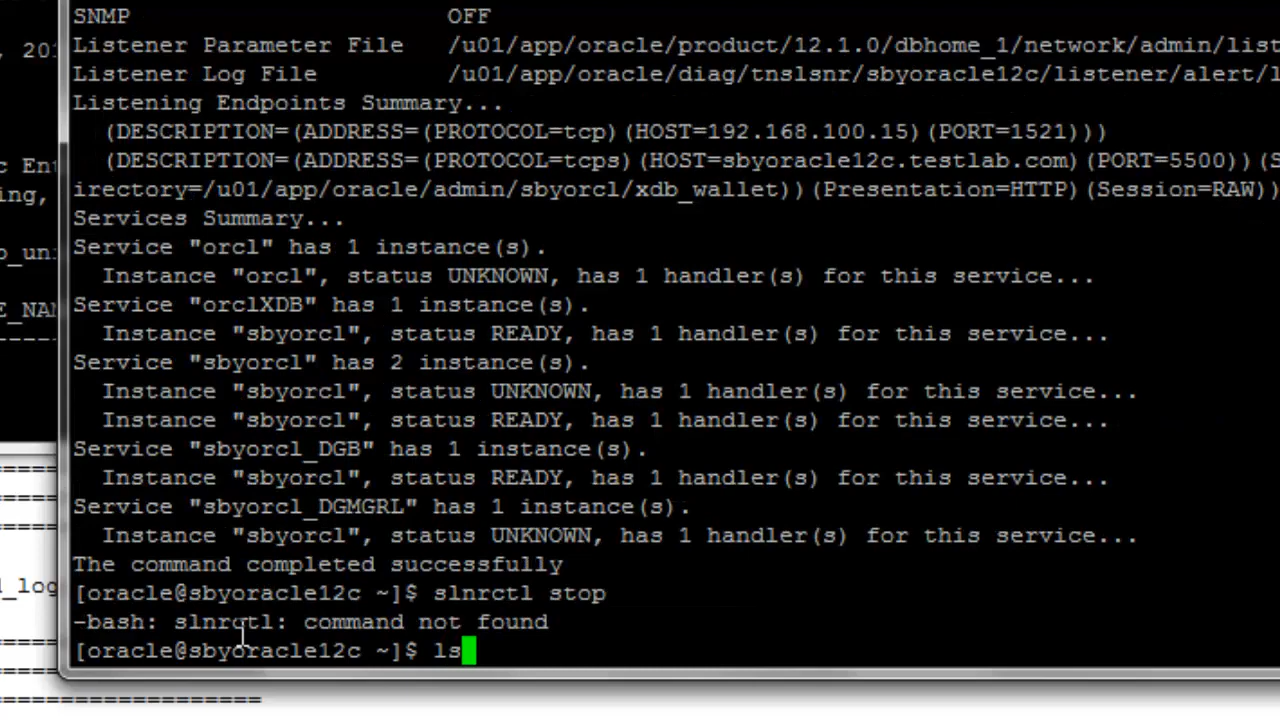 SNMP OFF
, 201
Listener Parameter File /u01/app/oracle/product/12.1.0/dbhome_1/network/admin/list
Listener Log File /u01/app/oracle/diag/tnslsnr/sbyoracle12c/listener/alert/l
Listening Endpoints Summary...
(DESCRIPTION=(ADDRESS=(PROTOCOL=tcp)(HOST=192.168.100.15)(PORT=1521)))
c Ent
(DESCRIPTION=(ADDRESS=(PROTOCOL=tcps)(HOST=sbyoracle12c.testlab.com)(PORT=5500))(S
ing,
irectory=/u01/app/oracle/admin/sbyorcl/xdb_wallet))(Presentation=HTTP)(Session=RAW))
Services Summary...
o_uni
Service "orcl" has 1 instance(s).
Instance "orcl", status UNKNOWN, has 1 handler(s) for this service...
E_NAM
Service "orclXDB" has 1 instance(s).
-----
Instance "sbyorcl", status READY, has 1 handler(s) for this service...
Service "sbyorcl" has 2 instance(s).
Instance "sbyorcl", status UNKNOWN, has 1 handler(s) for this service...
Instance "sbyorcl", status READY, has 1 handler(s) for this service...
Service "sbyorcl_DGB" has 1 instance(s).
Instance "sbyorcl", status READY, has 1 handler(s) for this service...
Service "sbyorcl_DGMGRL" has 1 instance(s).
Instance "sbyorcl", status UNKNOWN, has 1 handler(s) for this service...
The command completed successfully
l_log
[oracle@sbyoracle12c ~]$ slnrctl stop
-bash: slnrctl: command not found
[oracle@sbyoracle12c ~]$ ls
==================